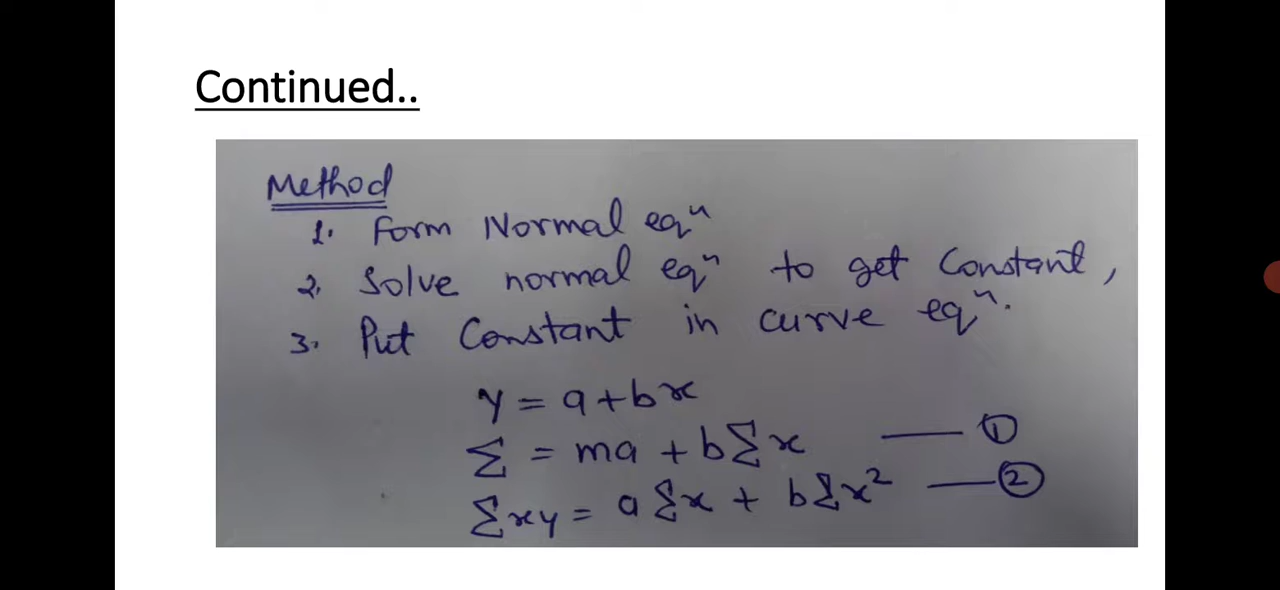 Continued..
Method
1. Form Normal eqⁿ
2. Solve normal eqⁿ to get Constant,
3. Put Constant in curve eqⁿ.
y = a + bx
Σ = ma + bΣx —— ①
Σxy = aΣx + bΣx² —— ②